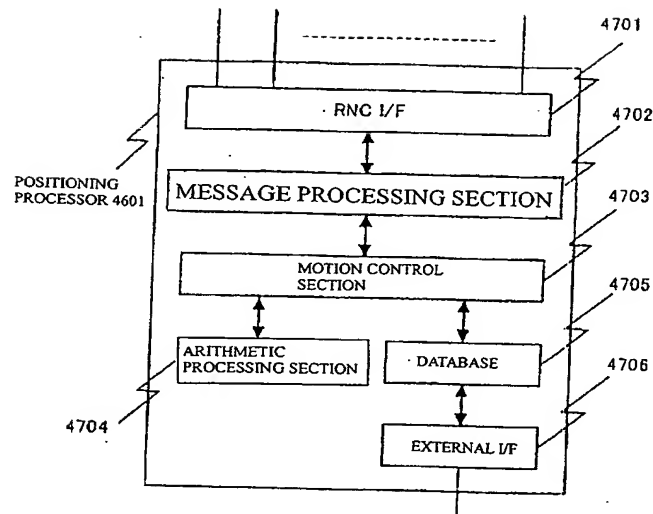 4701
RNC I/F
4702
POSITIONING
PROCESSOR 4601
MESSAGE PROCESSING SECTION
4703
MOTION CONTROL
SECTION
4705
ARITHMETIC
PROCESSING SECTION
DATABASE
4706
4704
EXTERNAL I/F